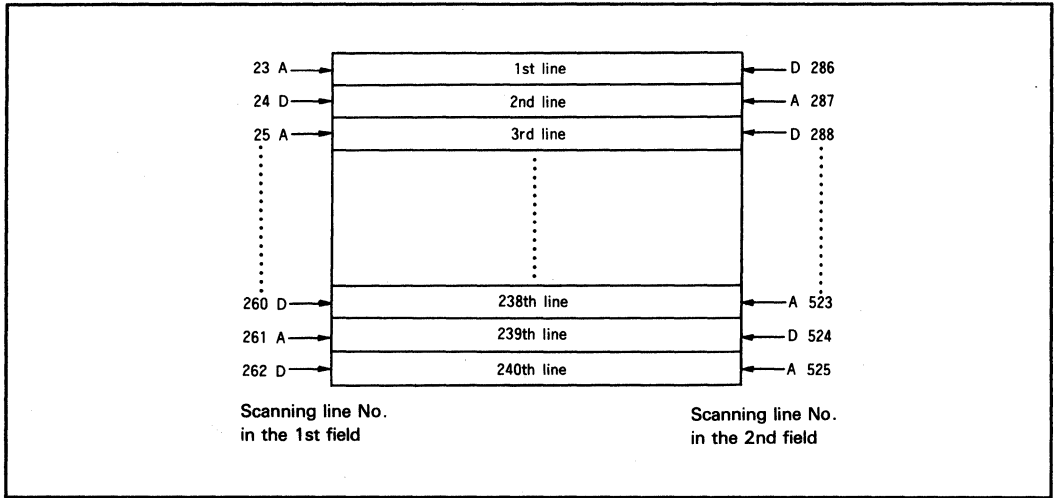 23 A 1st line D 286
24 D 2nd line A 287
25 A 3rd line D 288
260 D 238th line A 523
261 A 239th line D 524
262 D 240th line A 525
Scanning line No.
in the 1st field
Scanning line No.
in the 2nd field